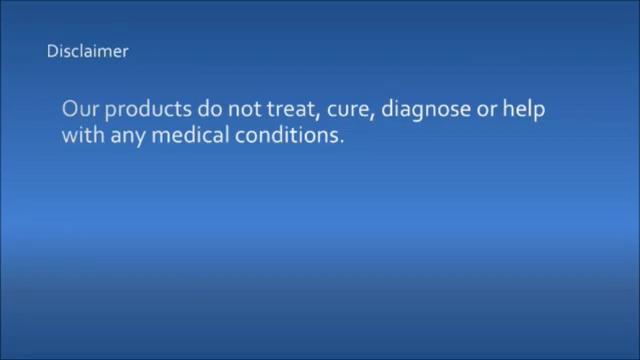 Disclaimer
Our products do not treat, cure, diagnose or help
with any medical conditions.